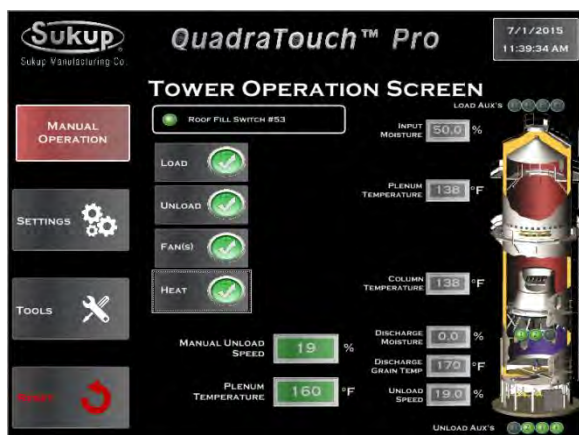 Sukup
Sukup Manufacturing Co.
QuadraTouch™ Pro
7/1/2015
11:39:34 AM
TOWER OPERATION SCREEN
LOAD AUX'S
MANUAL
OPERATION
ROOF FILL SWITCH #53
INPUT
MOISTURE
50.0 %
LOAD
PLENUM
TEMPERATURE
138 °F
UNLOAD
SETTINGS
FAN(S)
HEAT
COLUMN
TEMPERATURE
138 °F
TOOLS
MANUAL UNLOAD
SPEED
19 %
DISCHARGE
MOISTURE
0.0 %
DISCHARGE
GRAIN TEMP
170 °F
PLENUM
TEMPERATURE
160 °F
UNLOAD
SPEED
19.0 %
RESET
UNLOAD AUX'S